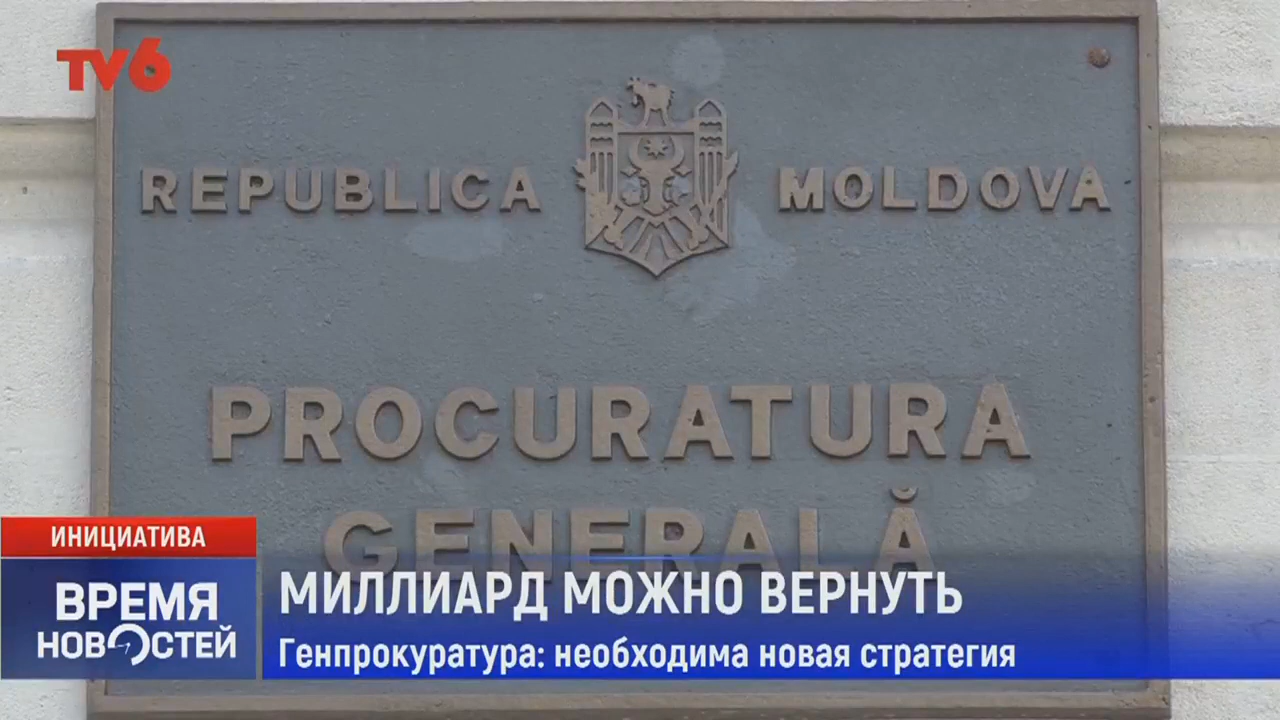 TV6
REPUBLICA MOLDOVA
PROCURATURA
GENERALĂ
ИНИЦИАТИВА
ВРЕМЯ
НОВОСТЕЙ
МИЛЛИАРД МОЖНО ВЕРНУТЬ
Генпрокуратура: необходима новая стратегия